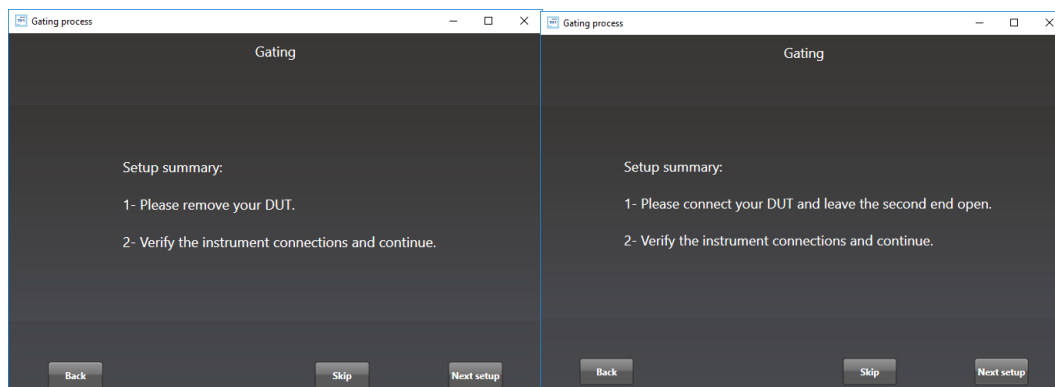 Gating process
Gating
Setup summary:
1- Please remove your DUT.
2- Verify the instrument connections and continue.
Back
Skip
Next setup
Gating process
Gating
Setup summary:
1- Please connect your DUT and leave the second end open.
2- Verify the instrument connections and continue.
Back
Skip
Next setup